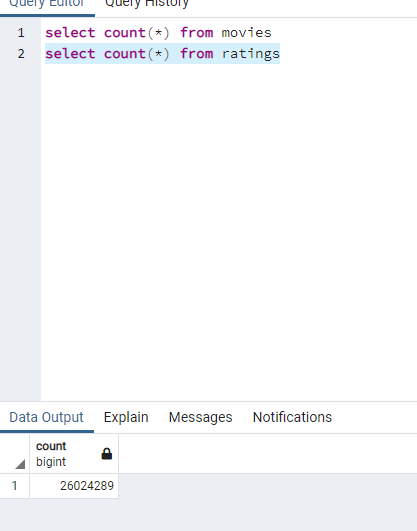 Query Editor Query History
1 select count(*) from movies
2 select count(*) from ratings
Data Output Explain Messages Notifications
count
bigint
1 26024289